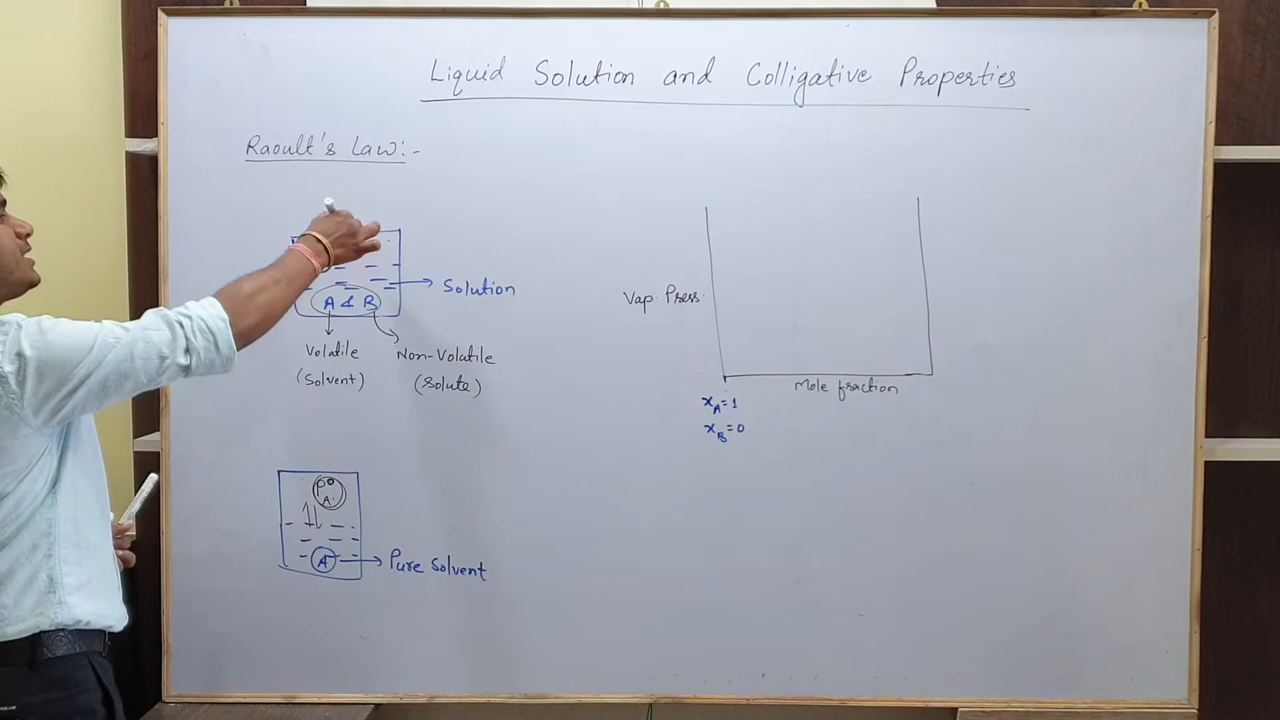 Liquid Solution and Colligative Properties
Raoult's Law:-
A & B
Solution
Volatile
(Solvent)
Non-Volatile
(Solute)
P°A
A
Pure Solvent
Vap. Press.
Mole fraction
xA=1
xB=0